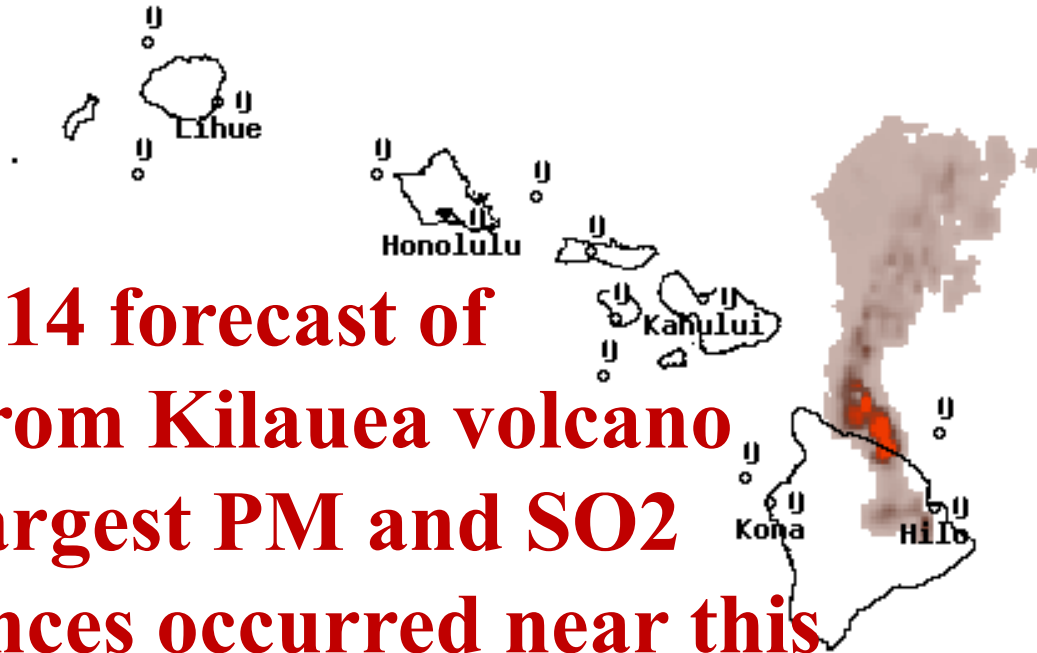 Lihue
Honolulu
Kahului
Kona
Hilo
14 forecast of
rom Kilauea volcano
argest PM and SO2
nces occurred near this